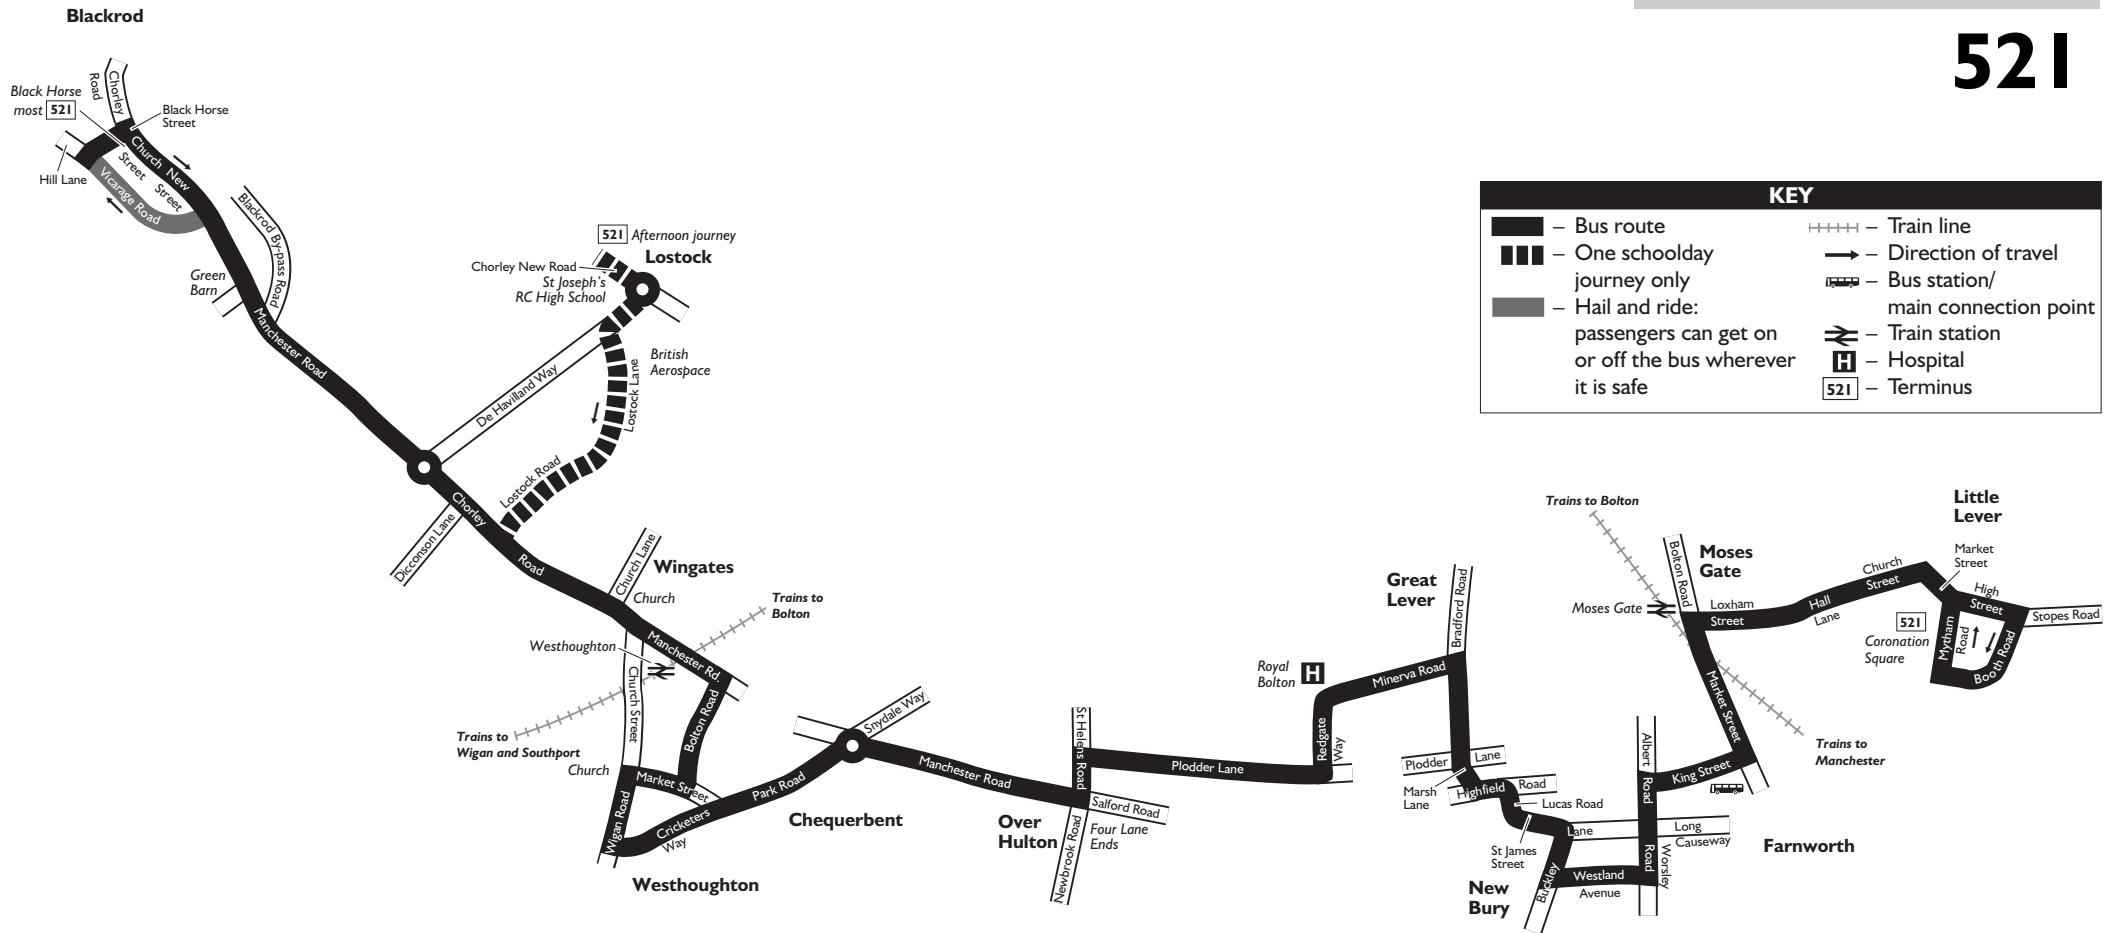 Blackrod
521
Chorley
Road
Black Horse
most 521
Black Horse
Street
Church
Street
New
Street
Hill Lane
Vicarage Road
Blackrod By-pass Road
Green
Barn
Manchester Road
521 Afternoon journey
Lostock
Chorley New Road
St Joseph's
RC High School
British
Aerospace
De Havilland Way
Lostock Lane
Lostock Road
Chorley
Road
Dicconson Lane
Church Lane
Wingates
Church
Trains to
Bolton
Westhoughton
Manchester Rd.
Church Street
Bolton Road
Trains to
Wigan and Southport
Church
Market Street
Wigan Road
Cricketers
Way
Park Road
Snydale Way
Westhoughton
Chequerbent
Manchester Road
St Helens Road
Over
Hulton
Salford Road
Four Lane
Ends
Newbrook Road
Plodder Lane
Redgate
Way
Royal
Bolton H
Minerva Road
Great
Lever
Bradford Road
Plodder
Lane
Marsh
Lane
Highfield
Road
Lucas Road
St James
Street
New
Bury
Buckley
Lane
Long
Causeway
Westland
Avenue
Albert
Road
Worsley
Road
King Street
Farnworth
Market Street
Trains to
Manchester
Trains to Bolton
Moses Gate
Bolton Road
Moses
Gate
Loxham
Street
Hall
Lane
Church
Street
Little
Lever
Market
Street
High
Street
Stopes Road
521
Coronation
Square
Mytham
Road
Booth Road
KEY
– Bus route
– One schoolday
journey only
– Hail and ride:
passengers can get on
or off the bus wherever
it is safe
– Train line
– Direction of travel
– Bus station/
main connection point
– Train station
H – Hospital
521 – Terminus